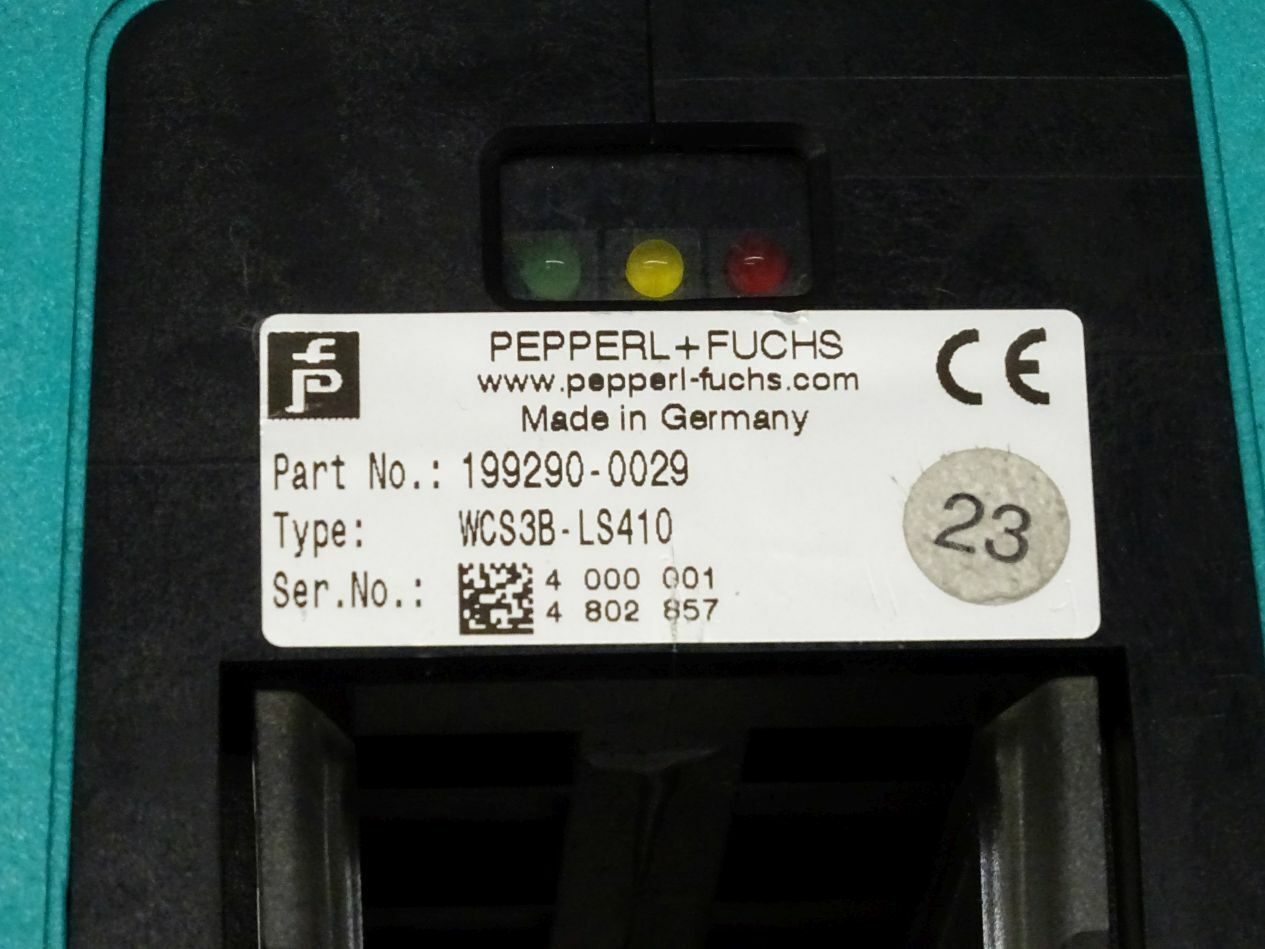 fp
PEPPERL+FUCHS
www.pepperl-fuchs.com
Made in Germany
CE
Part No.: 199290-0029
Type: WCS3B-LS410
Ser.No.: 4 000 001
4 802 857
23